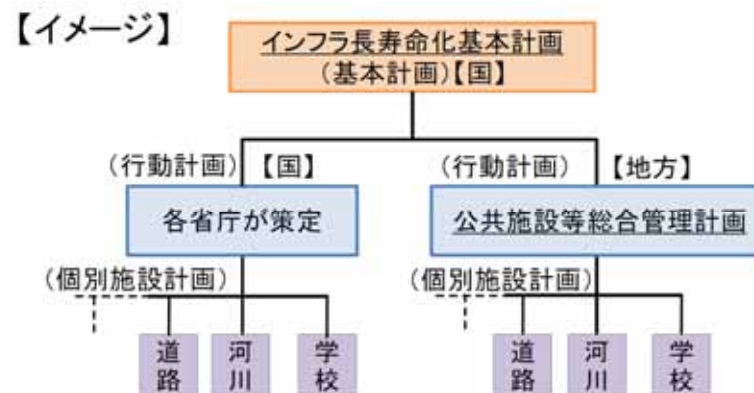 【イメージ】
インフラ長寿命化基本計画
(基本計画)【国】
(行動計画) 【国】
(行動計画) 【地方】
各省庁が策定
公共施設等総合管理計画
(個別施設計画)
(個別施設計画)
道路
河川
学校
道路
河川
学校